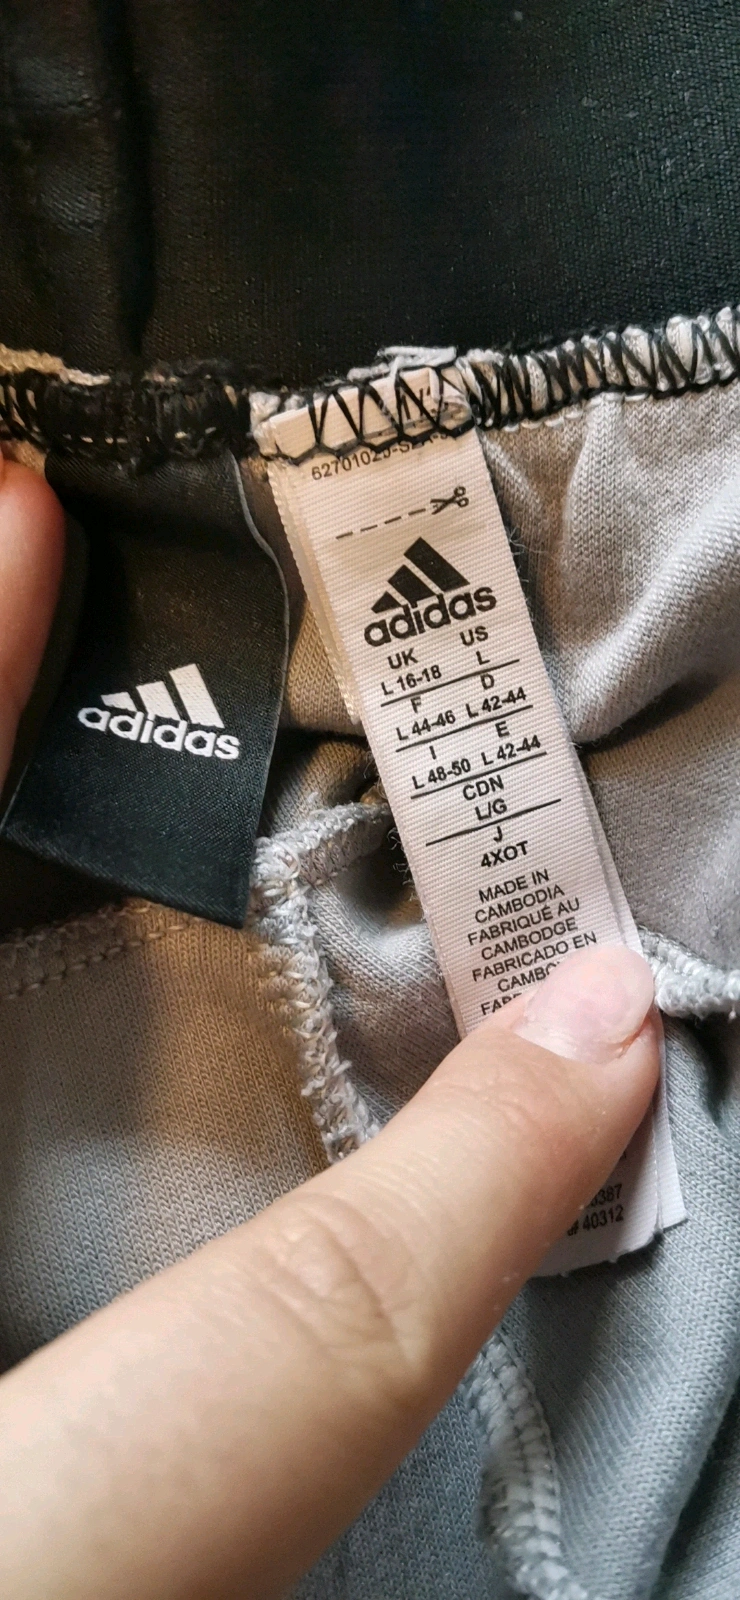 adidas
adidas
UK US
L 16-18 L
F D
L 44-46 L 42-44
I E
L 48-50 L 42-44
CDN
L/G
J
4XOT
MADE IN
CAMBODIA
FABRIQUÉ AU
CAMBODGE
FABRICADO EN
40312